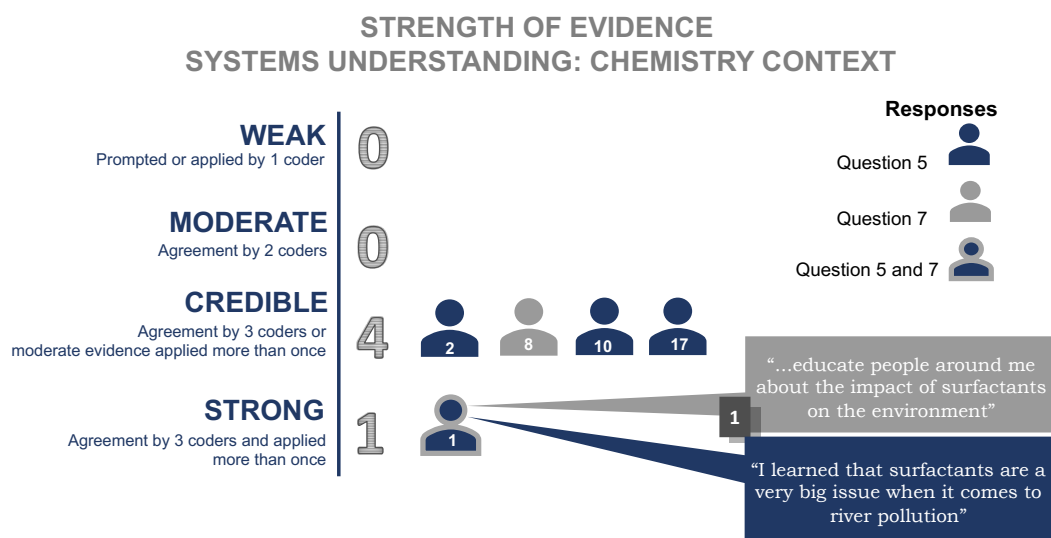 STRENGTH OF EVIDENCE
SYSTEMS UNDERSTANDING: CHEMISTRY CONTEXT
Responses
Question 5
Question 7
Question 5 and 7
WEAK
Prompted or applied by 1 coder
0
MODERATE
Agreement by 2 coders
0
CREDIBLE
Agreement by 3 coders or
moderate evidence applied more than once
4
2
8
10
17
STRONG
Agreement by 3 coders and applied
more than once
1
1
1
“...educate people around me
about the impact of surfactants
on the environment”
“I learned that surfactants are a
very big issue when it comes to
river pollution”